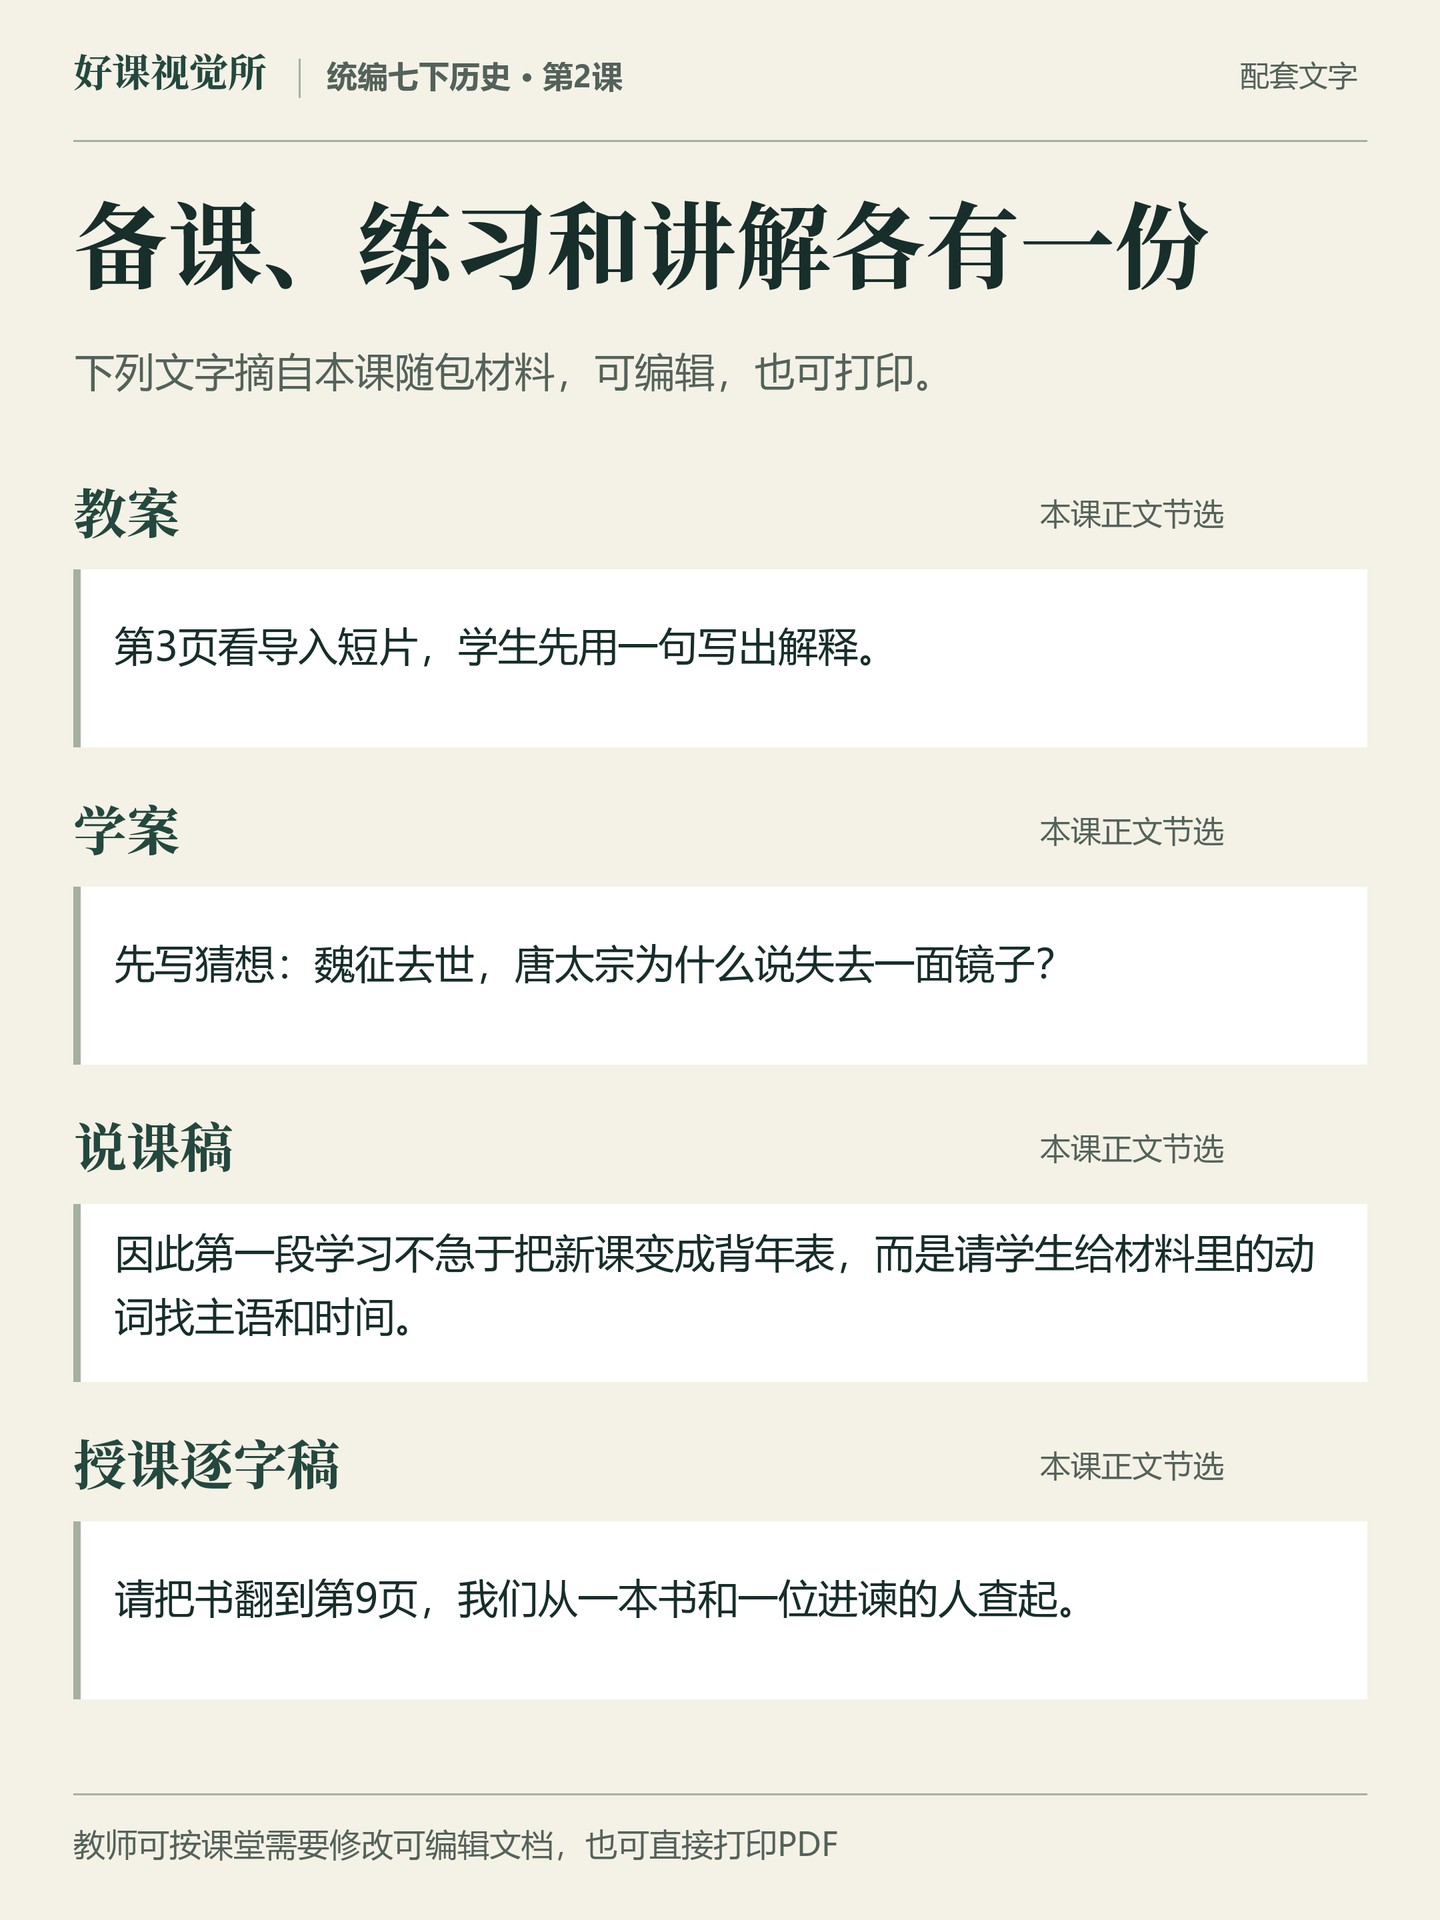 好课视觉所 统编七下历史·第2课 配套文字
备课、练习和讲解各有一份
下列文字摘自本课随包材料，可编辑，也可打印。
教案 本课正文节选
第3页看导入短片，学生先用一句写出解释。
学案 本课正文节选
先写猜想：魏征去世，唐太宗为什么说失去一面镜子？
说课稿 本课正文节选
因此第一段学习不急于把新课变成背年表，而是请学生给材料里的动
词找主语和时间。
授课逐字稿 本课正文节选
请把书翻到第9页，我们从一本书和一位进谏的人查起。
教师可按课堂需要修改可编辑文档，也可直接打印PDF